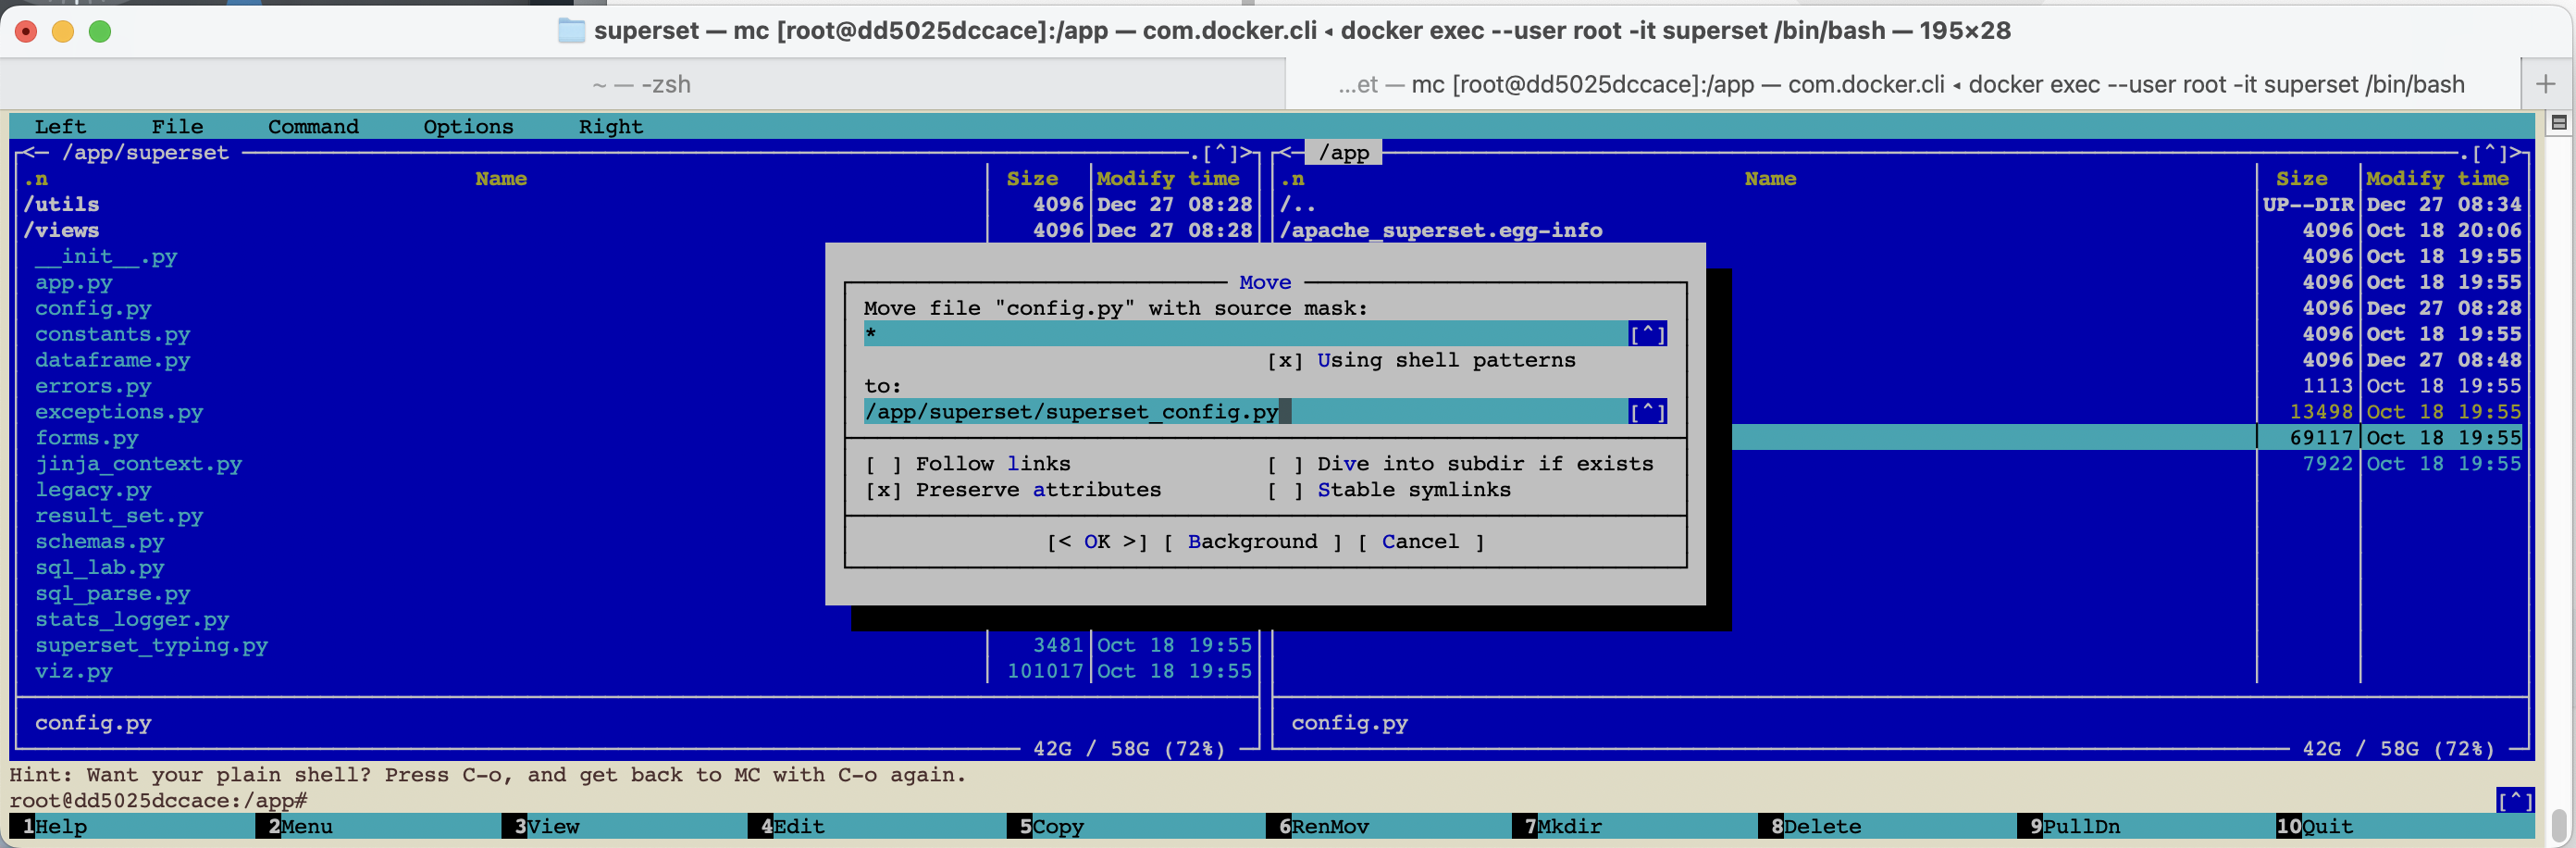 superset — mc [root@dd5025dccace]:/app — com.docker.cli ◂ docker exec --user root -it superset /bin/bash — 195×28
~ — -zsh
...et — mc [root@dd5025dccace]:/app — com.docker.cli ◂ docker exec --user root -it superset /bin/bash +
Left File Command Options Right
<─ /app/superset .[^]> <─ /app .[^]>
.n Name Size Modify time .n Name Size Modify time
/utils 4096 Dec 27 08:28 /.. UP--DIR Dec 27 08:34
/views 4096 Dec 27 08:28 /apache_superset.egg-info 4096 Oct 18 20:06
__init__.py 4096 Oct 18 19:55
app.py Move 4096 Oct 18 19:55
config.py Move file "config.py" with source mask: 4096 Dec 27 08:28
constants.py * [^] 4096 Oct 18 19:55
dataframe.py [x] Using shell patterns 4096 Dec 27 08:48
errors.py to: 1113 Oct 18 19:55
exceptions.py /app/superset/superset_config.py [^] 13498 Oct 18 19:55
forms.py 69117 Oct 18 19:55
jinja_context.py [ ] Follow links [ ] Dive into subdir if exists 7922 Oct 18 19:55
legacy.py [x] Preserve attributes [ ] Stable symlinks
result_set.py
schemas.py [< OK >] [ Background ] [ Cancel ]
sql_lab.py
sql_parse.py
stats_logger.py
superset_typing.py 3481 Oct 18 19:55
viz.py 101017 Oct 18 19:55
config.py config.py
42G / 58G (72%) 42G / 58G (72%)
Hint: Want your plain shell? Press C-o, and get back to MC with C-o again.
root@dd5025dccace:/app# [^]
1Help 2Menu 3View 4Edit 5Copy 6RenMov 7Mkdir 8Delete 9PullDn 10Quit